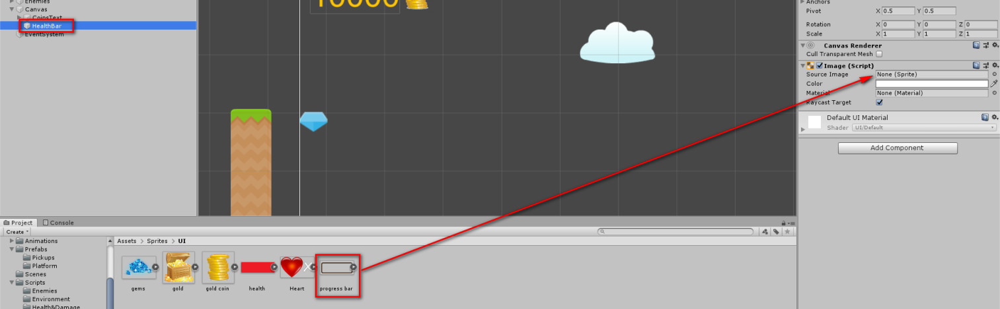 Enemies
Canvas
CoinsText
HealthBar
EventSystem
10000
Anchors
Pivot X 0.5 Y 0.5
Rotation X 0 Y 0 Z 0
Scale X 1 Y 1 Z 1
Canvas Renderer
Cull Transparent Mesh
Image (Script)
Source Image None (Sprite)
Color
Material None (Material)
Raycast Target
Default UI Material
Shader UI/Default
Add Component
Project Console
Create
Animations
Prefabs
Pickups
Platform
Scenes
Scripts
Enemies
Environment
Health&Damage
Assets > Sprites > UI
gems gold gold coin health Heart progress bar